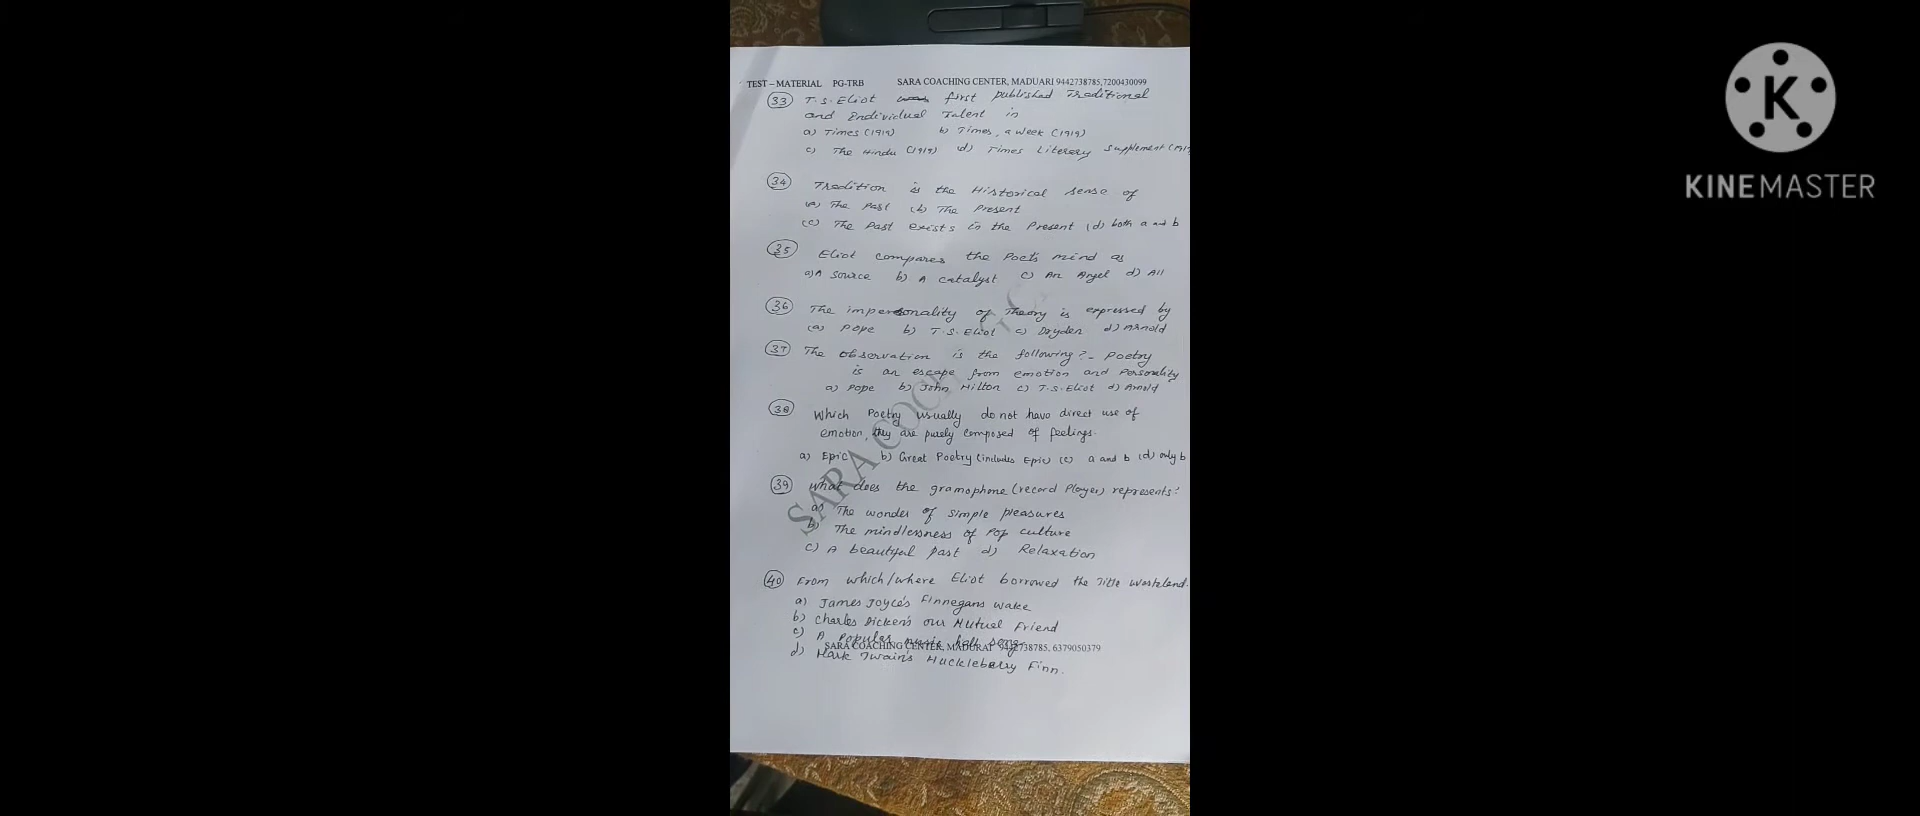 TEST – MATERIAL PG-TRB SARA COACHING CENTER, MADUARI 9442738785,7200430099
33 T.S. Eliot first published Traditional
and Individual Talent in
a) Times (1919) b) Times, a week (1919)
c) The Hindu (1919) d) Times Literary Supplement (191
34 Tradition is the Historical sense of
(a) The Past (b) The Present
(c) The Past exists in the Present (d) both a and b
35 Eliot compares the Poet's mind as
a) A source b) A catalyst c) An Angel d) All
36 The impersonality of Theory is expressed by
(a) Pope b) T.S. Eliot c) Dryden d) Arnold
37 The observation is the following? - Poetry
is an escape from emotion and Personality
a) Pope b) John Milton c) T.S. Eliot d) Arnold
38 Which Poetry usually do not have direct use of
emotion, they are purely composed of feelings.
a) Epic b) Great Poetry (includes Epic) (c) a and b (d) only b
39 What does the gramophone (record Player) represents?
a) The wonder of simple pleasures
b) The mindlessness of Pop culture
c) A beautiful past d) Relaxation
40 From which/where Eliot borrowed the Title Wasteland.
a) James Joyce's Finnegans wake
b) Charles Dicken's our Mutual Friend
c) A Popular music hall song
SARA COACHING CENTER, MADURAI 9442738785, 6379050379
d) Mark Twain's Huckleberry Finn.
K
KINEMASTER